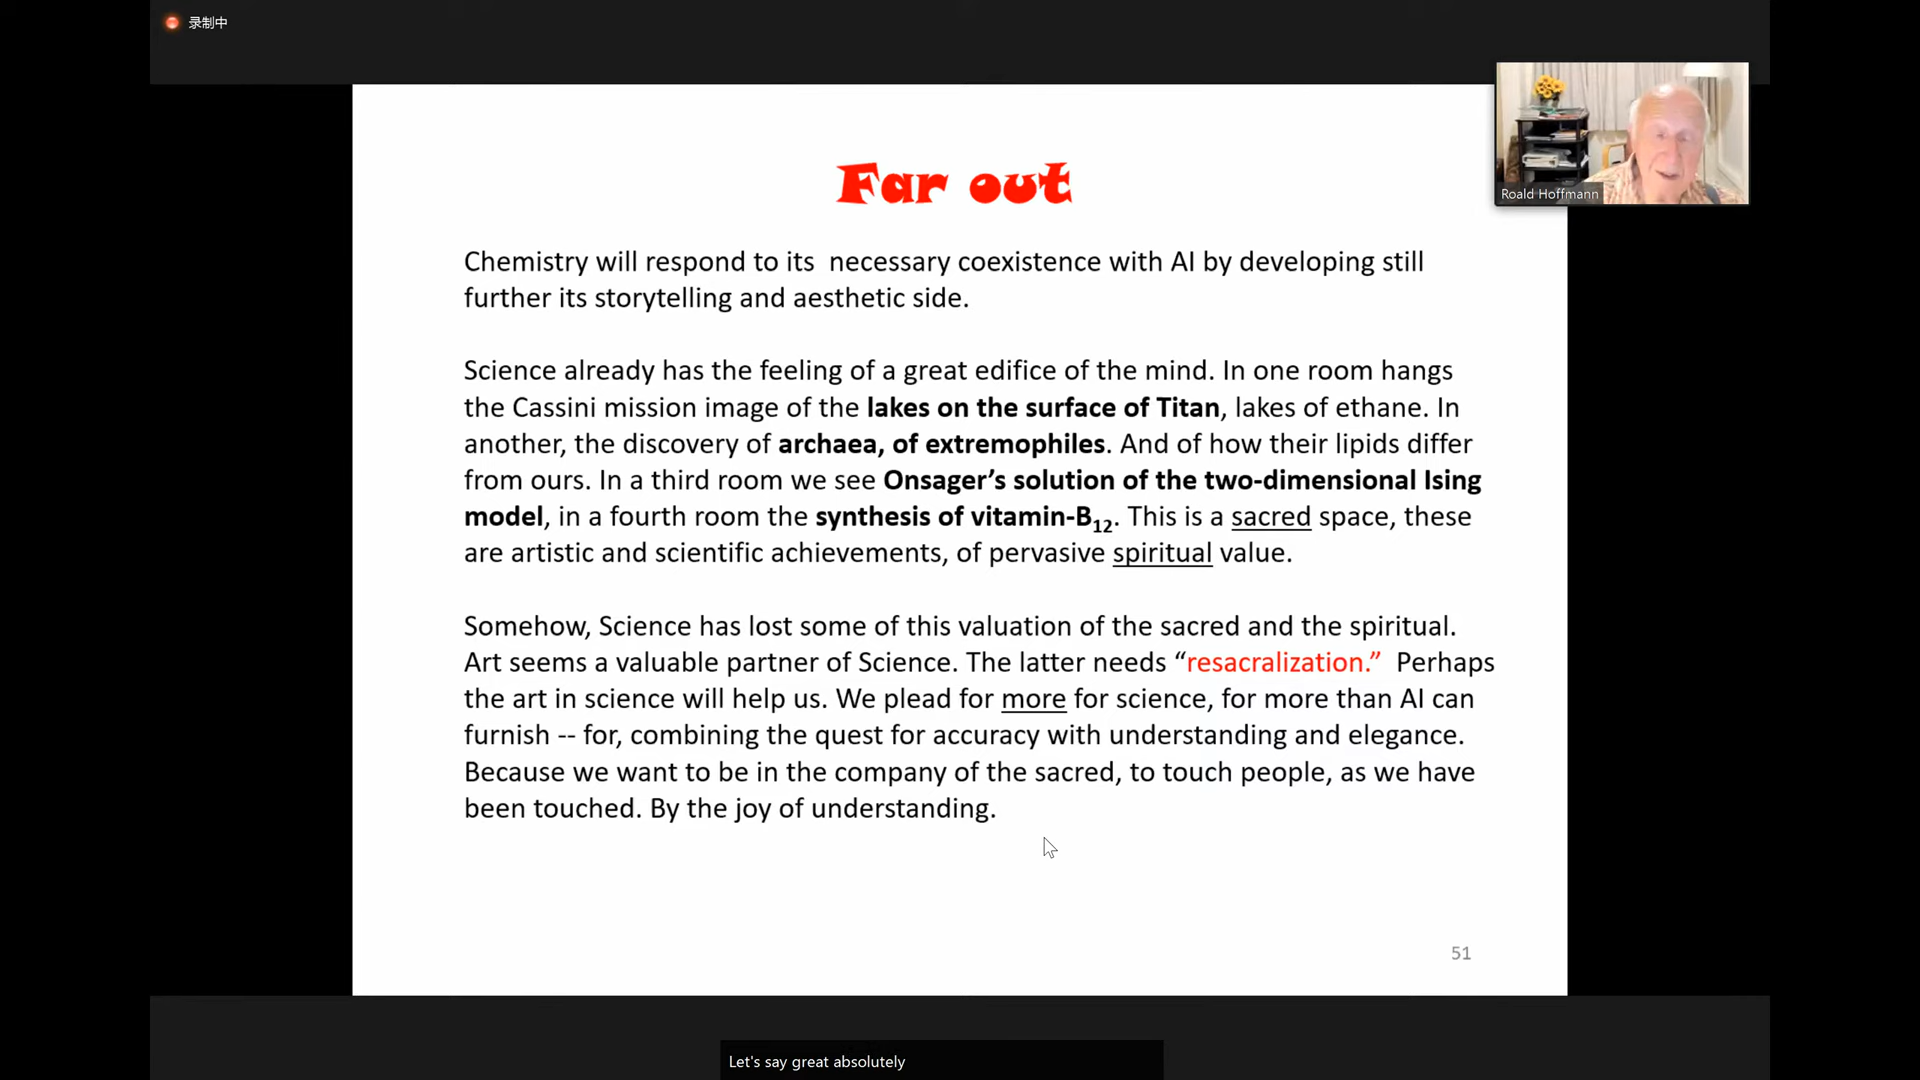 录制中
Roald Hoffmann
Far out
Chemistry will respond to its  necessary coexistence with AI by developing still
further its storytelling and aesthetic side.
Science already has the feeling of a great edifice of the mind. In one room hangs
the Cassini mission image of the lakes on the surface of Titan, lakes of ethane. In
another, the discovery of archaea, of extremophiles. And of how their lipids differ
from ours. In a third room we see Onsager’s solution of the two-dimensional Ising
model, in a fourth room the synthesis of vitamin-B12. This is a sacred space, these
are artistic and scientific achievements, of pervasive spiritual value.
Somehow, Science has lost some of this valuation of the sacred and the spiritual.
Art seems a valuable partner of Science. The latter needs “resacralization.”  Perhaps
the art in science will help us. We plead for more for science, for more than AI can
furnish -- for, combining the quest for accuracy with understanding and elegance.
Because we want to be in the company of the sacred, to touch people, as we have
been touched. By the joy of understanding.
51
Let's say great absolutely